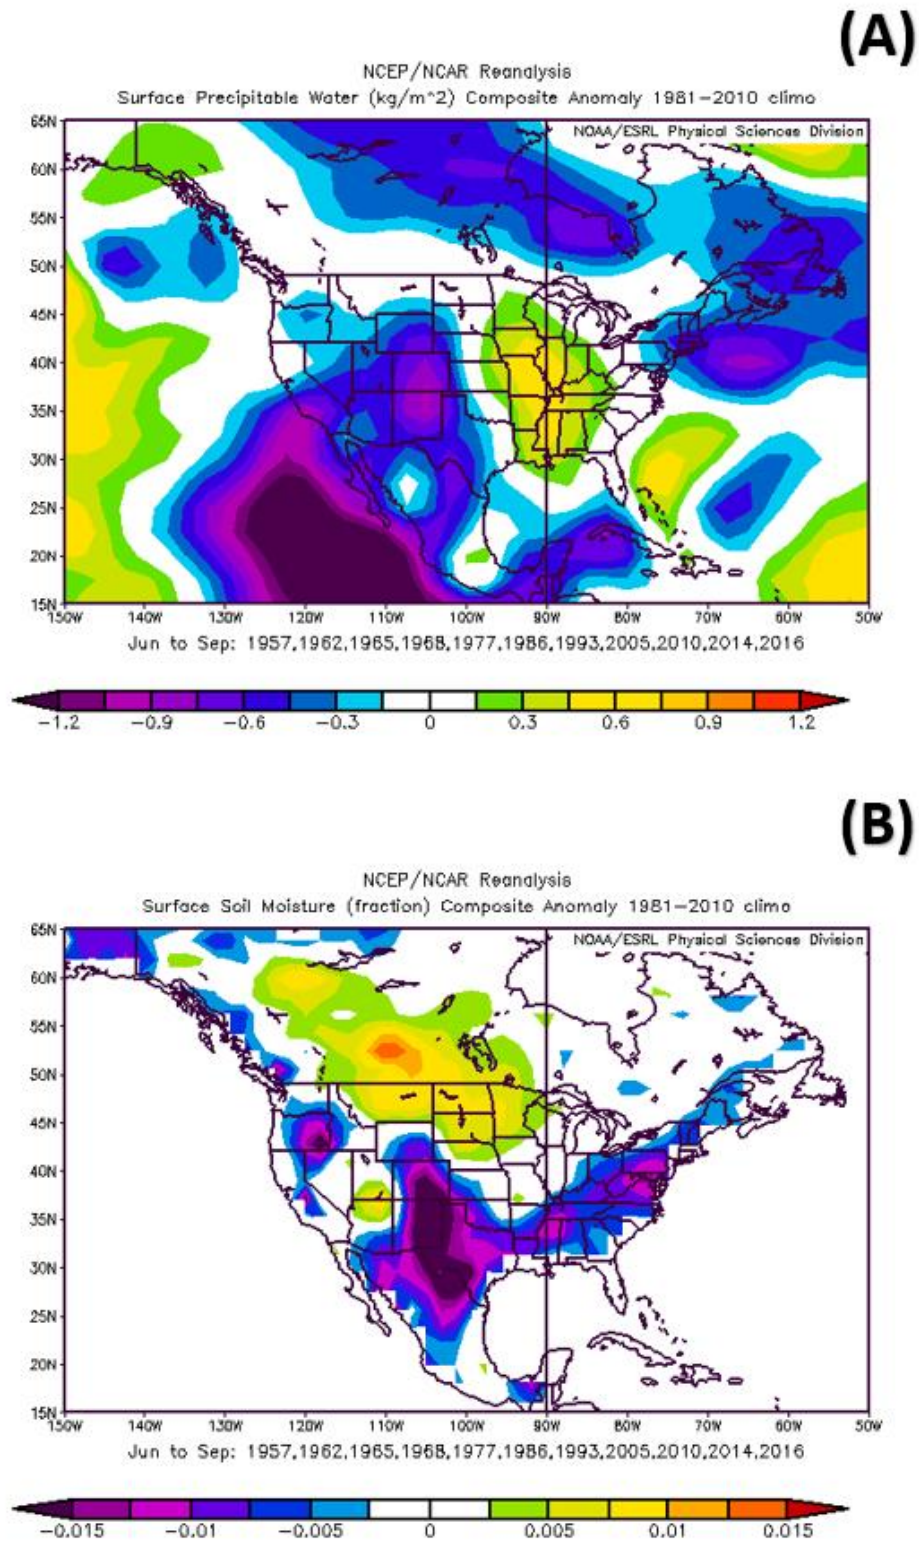 (A)
NCEP/NCAR Reanalysis
Surface Precipitable Water (kg/m^2) Composite Anomaly 1981-2010 climo
NOAA/ESRL Physical Sciences Division
65N
60N
55N
50N
45N
40N
35N
30N
25N
20N
15N
150W 140W 130W 120W 110W 100W 90W 80W 70W 60W 50W
Jun to Sep: 1957,1962,1965,1968,1977,1986,1993,2005,2010,2014,2016
-1.2 -0.9 -0.6 -0.3 0 0.3 0.6 0.9 1.2
(B)
NCEP/NCAR Reanalysis
Surface Soil Moisture (fraction) Composite Anomaly 1981-2010 climo
NOAA/ESRL Physical Sciences Division
65N
60N
55N
50N
45N
40N
35N
30N
25N
20N
15N
150W 140W 130W 120W 110W 100W 90W 80W 70W 60W 50W
Jun to Sep: 1957,1962,1965,1968,1977,1986,1993,2005,2010,2014,2016
-0.015 -0.01 -0.005 0 0.005 0.01 0.015